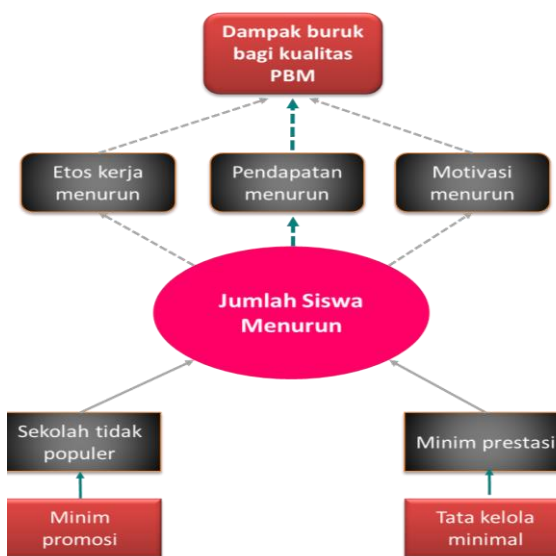 Dampak buruk
bagi kualitas
PBM
Etos kerja
menurun
Pendapatan
menurun
Motivasi
menurun
Jumlah Siswa
Menurun
Sekolah tidak
populer
Minim prestasi
Minim
promosi
Tata kelola
minimal